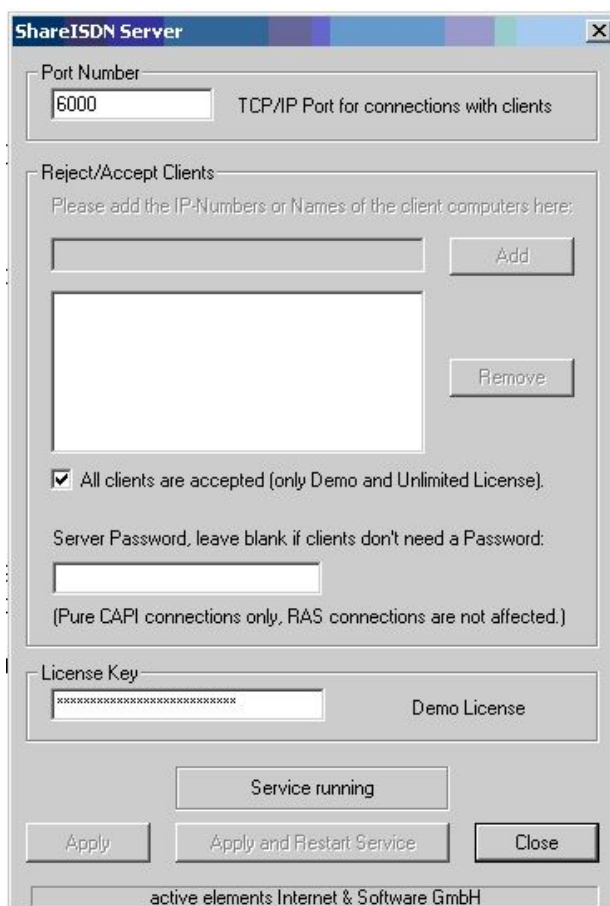 ShareISDN Server
Port Number
6000 TCP/IP Port for connections with clients
Reject/Accept Clients
Please add the IP-Numbers or Names of the client computers here:
Add
Remove
All clients are accepted (only Demo and Unlimited License).
Server Password, leave blank if clients don't need a Password:
(Pure CAPI connections only, RAS connections are not affected.)
License Key
xxxxxxxxxxxxxxxxxxxxxxxxxxx Demo License
Service running
Apply Apply and Restart Service Close
active elements Internet & Software GmbH